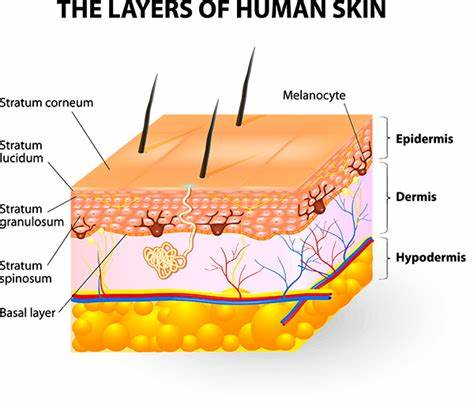 THE LAYERS OF HUMAN SKIN
Stratum corneum
Melanocyte
Stratum
lucidum
Epidermis
Dermis
Stratum
granulosum
Hypodermis
Stratum
spinosum
Basal layer